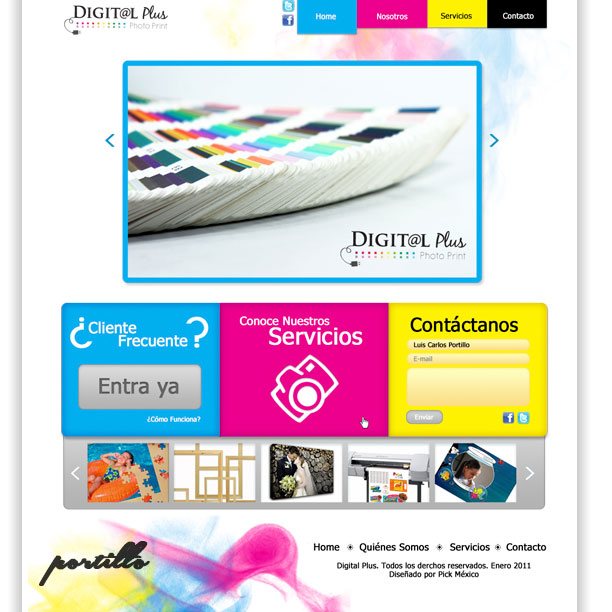 DIGIT@L Plus
Photo Print
Home
Nosotros
Servicios
Contacto
DIGIT@L Plus
Photo Print
¿Cliente
Frecuente?
Entra ya
¿Cómo Funciona?
Conoce Nuestros
Servicios
Contáctanos
Luis Carlos Portillo
E-mail
Enviar
portillo
Home Quiénes Somos Servicios Contacto
Digital Plus. Todos los derchos reservados. Enero 2011
Diseñado por Pick México